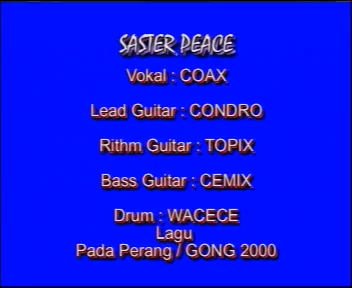 SASTER PEACE
Vokal : COAX
Lead Guitar : CONDRO
Rithm Guitar : TOPIX
Bass Guitar : CEMIX
Drum : WACECE
Lagu
Pada Perang / GONG 2000